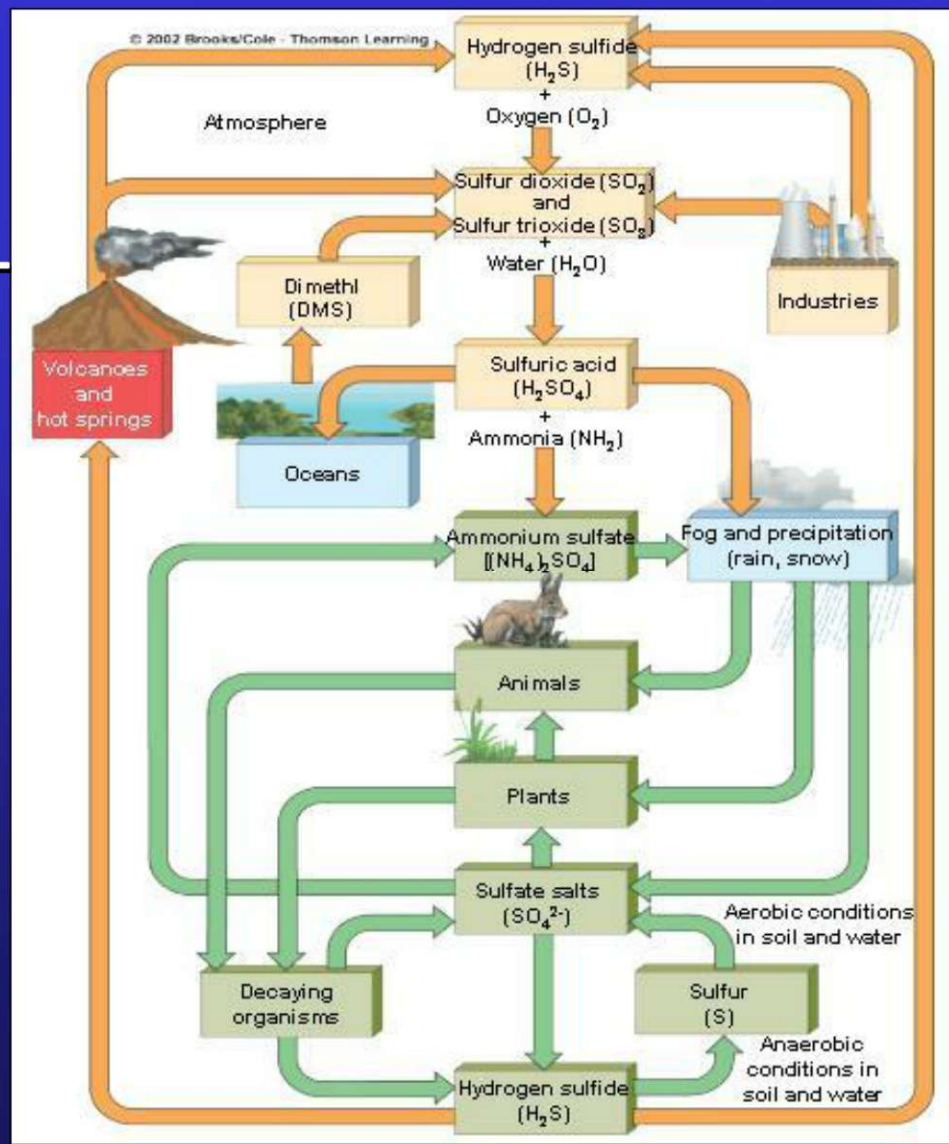 © 2002 Brooks/Cole - Thomson Learning
Hydrogen sulfide
(H₂S)
+
Oxygen (O₂)
Atmosphere
Sulfur dioxide (SO₂)
and
Sulfur trioxide (SO₃)
+
Water (H₂O)
Dimethl
(DMS)
Industries
Volcanoes
and
hot springs
Sulfuric acid
(H₂SO₄)
+
Ammonia (NH₂)
Oceans
Ammonium sulfate
[(NH₄)₂SO₄]
Fog and precipitation
(rain, snow)
Animals
Plants
Sulfate salts
(SO₄²⁻)
Aerobic conditions
in soil and water
Decaying
organisms
Sulfur
(S)
Anaerobic
conditions in
soil and water
Hydrogen sulfide
(H₂S)